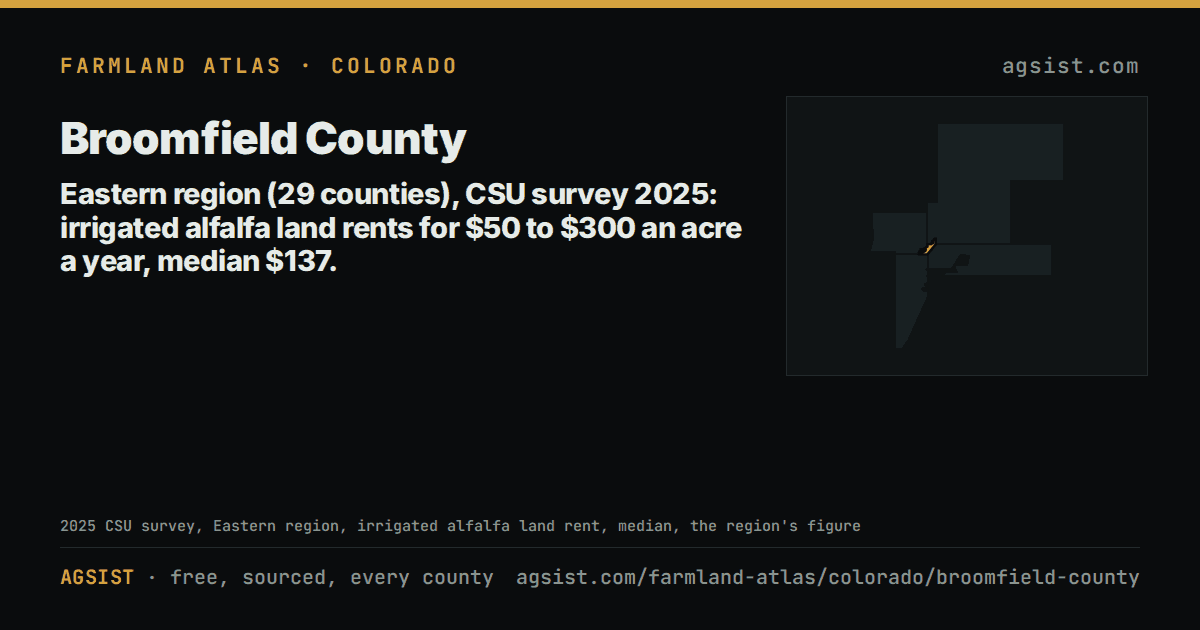 FARMLAND ATLAS · COLORADO
agsist.com
Broomfield County
Eastern region (29 counties), CSU survey 2025:
irrigated alfalfa land rents for $50 to $300 an acre
a year, median $137.
2025 CSU survey, Eastern region, irrigated alfalfa land rent, median, the region's figure
AGSIST · free, sourced, every county
agsist.com/farmland-atlas/colorado/broomfield-county